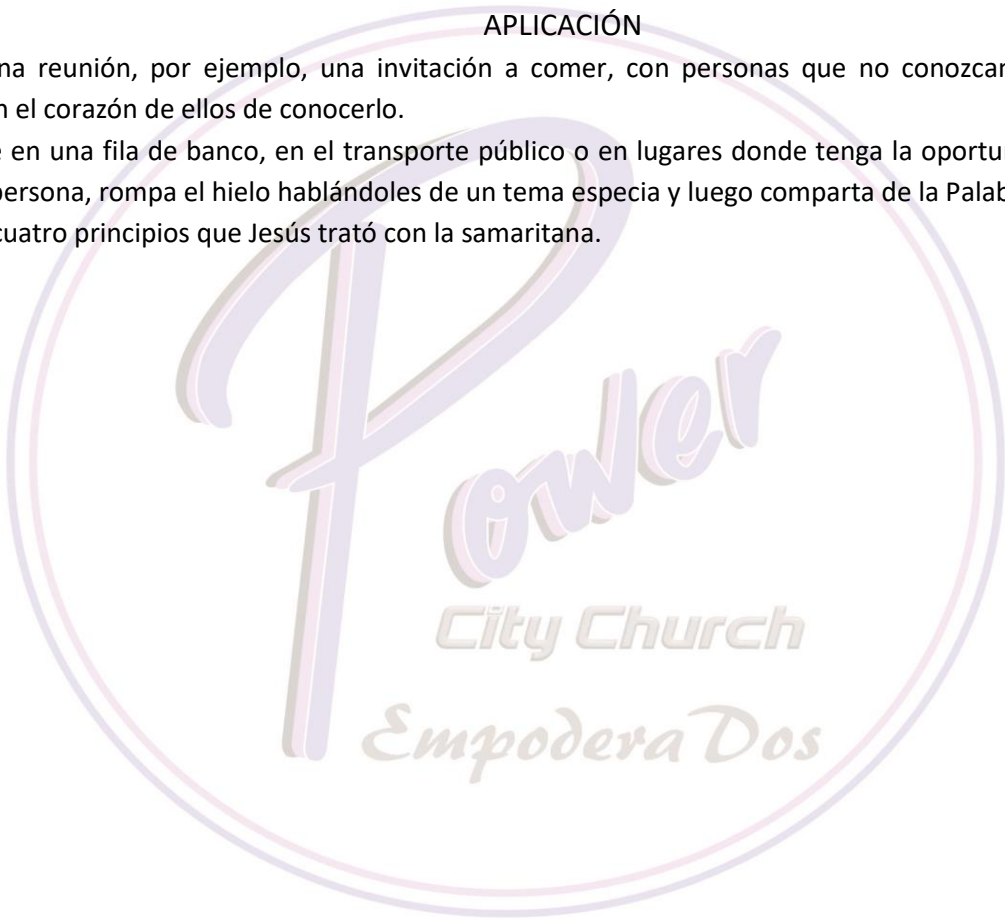 APLICACIÓN
na reunión, por ejemplo, una invitación a comer, con personas que no conozcan
n el corazón de ellos de conocerlo.
e en una fila de banco, en el transporte público o en lugares donde tenga la oportu
persona, rompa el hielo hablándoles de un tema especia y luego comparta de la Palab
cuatro principios que Jesús trató con la samaritana.
Power
City Church
EmpoderaDos